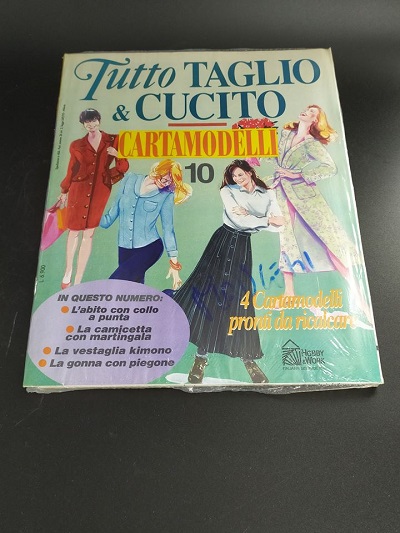 Tutto TAGLIO
& CUCITO
CARTAMODELLI
10
4 Cartamodelli
pronti da ricalcare
IN QUESTO NUMERO:
L'abito con collo
a punta
La camicetta
con martingala
La vestaglia kimono
La gonna con piegone
HOBBY
& WORK